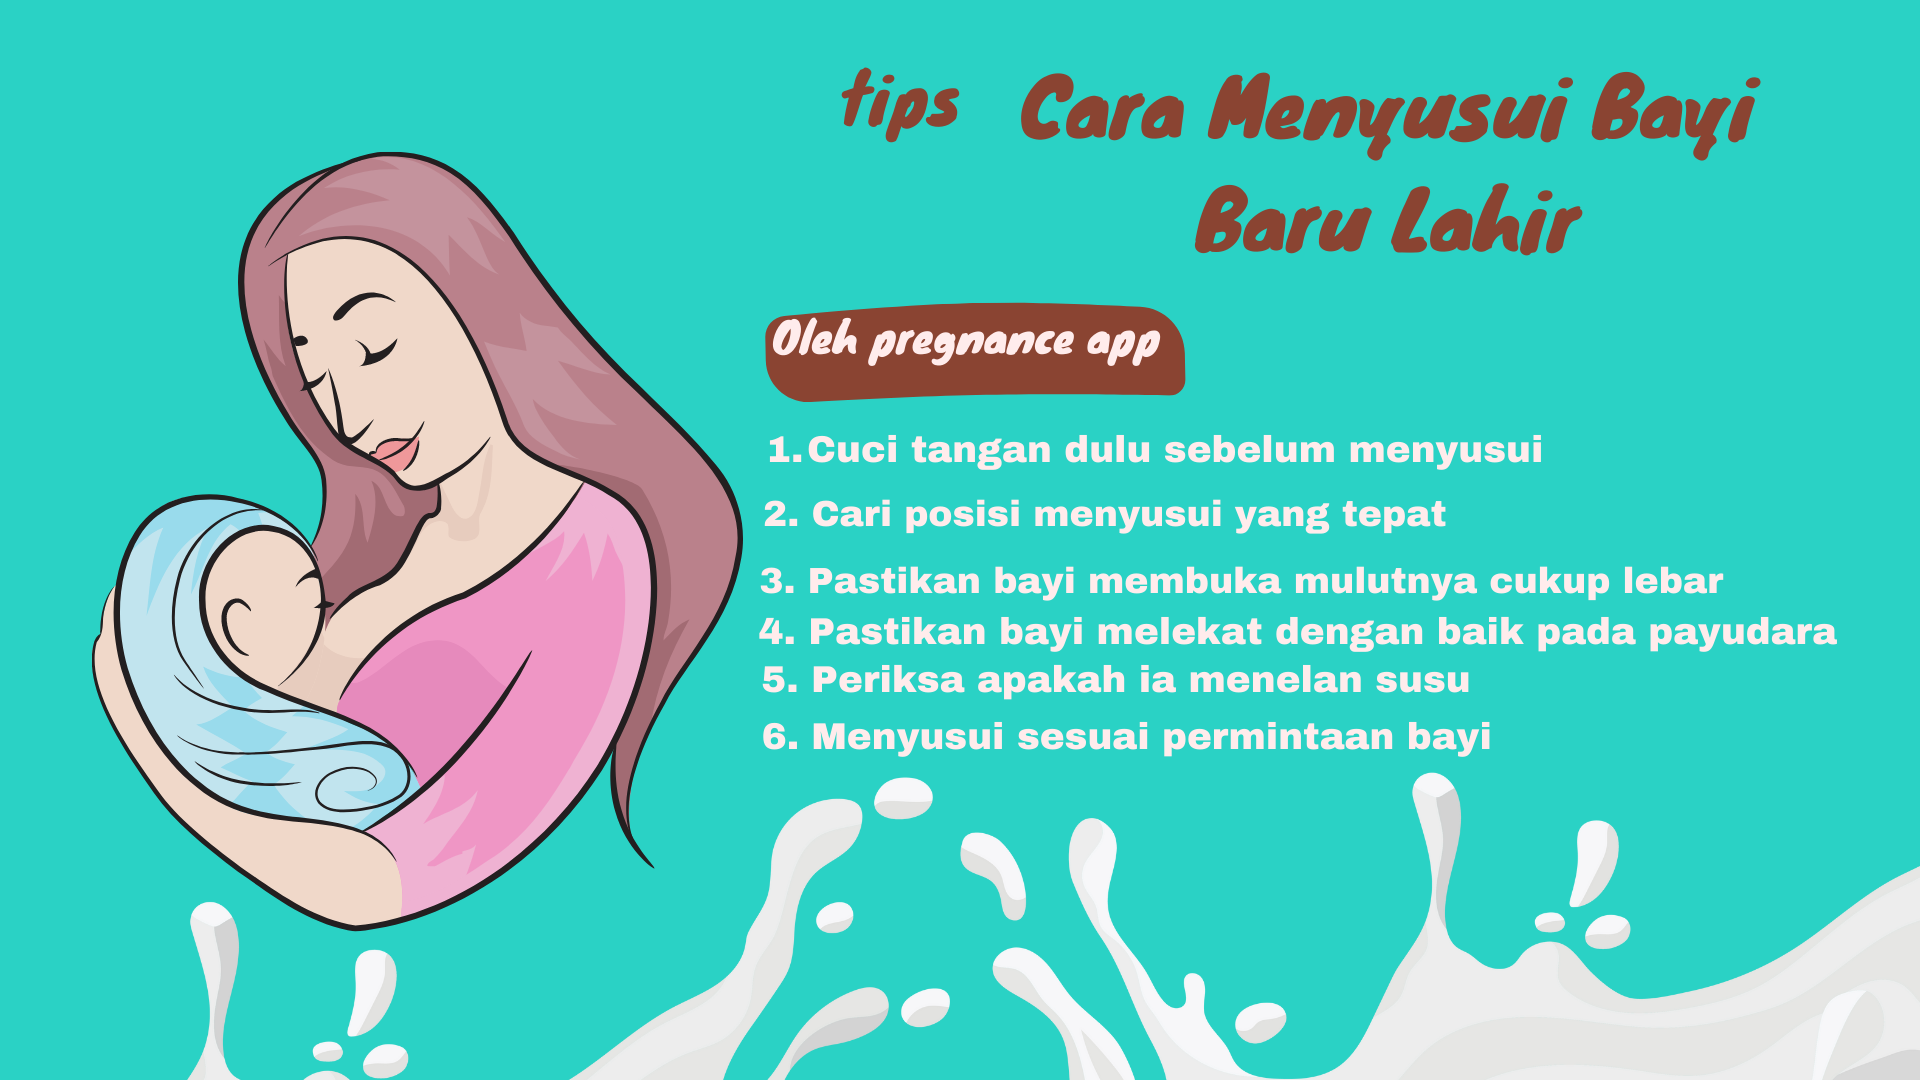 tips Cara Menyusui Bayi
Baru Lahir
Oleh pregnance app
1. Cuci tangan dulu sebelum menyusui
2. Cari posisi menyusui yang tepat
3. Pastikan bayi membuka mulutnya cukup lebar
4. Pastikan bayi melekat dengan baik pada payudara
5. Periksa apakah ia menelan susu
6. Menyusui sesuai permintaan bayi